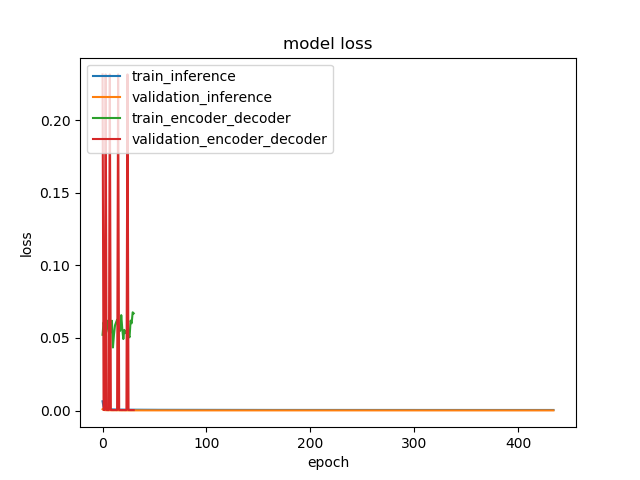 model loss
train_inference
validation_inference
train_encoder_decoder
validation_encoder_decoder
0.20
0.15
0.10
0.05
0.00
loss
0 100 200 300 400
epoch